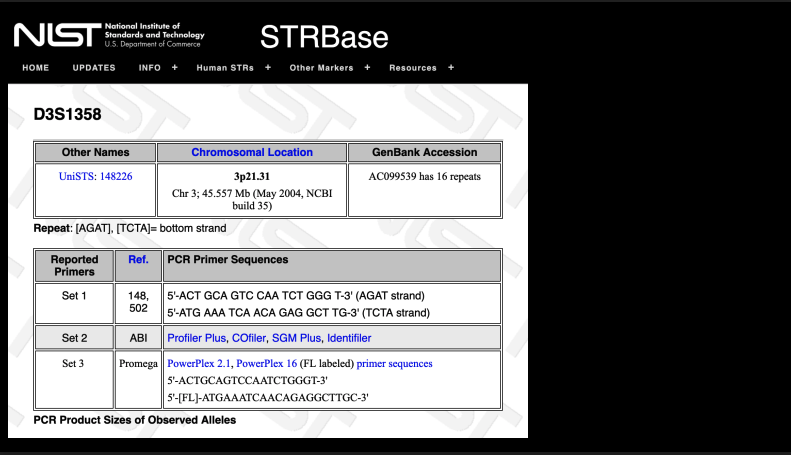 NIST National Institute of
Standards and Technology
U.S. Department of Commerce
STRBase
HOME UPDATES INFO + Human STRs + Other Markers + Resources +
D3S1358
Other Names Chromosomal Location GenBank Accession
UniSTS: 148226 3p21.31 AC099539 has 16 repeats
Chr 3; 45.557 Mb (May 2004, NCBI
build 35)
Repeat: [AGAT], [TCTA]= bottom strand
Reported
Primers Ref. PCR Primer Sequences
Set 1 148,
502 5'-ACT GCA GTC CAA TCT GGG T-3' (AGAT strand)
5'-ATG AAA TCA ACA GAG GCT TG-3' (TCTA strand)
Set 2 ABI Profiler Plus, COfiler, SGM Plus, Identifiler
Set 3 Promega PowerPlex 2.1, PowerPlex 16 (FL labeled) primer sequences
5'-ACTGCAGTCCAATCTGGGT-3'
5'-[FL]-ATGAAATCAACAGAGGCTTGC-3'
PCR Product Sizes of Observed Alleles